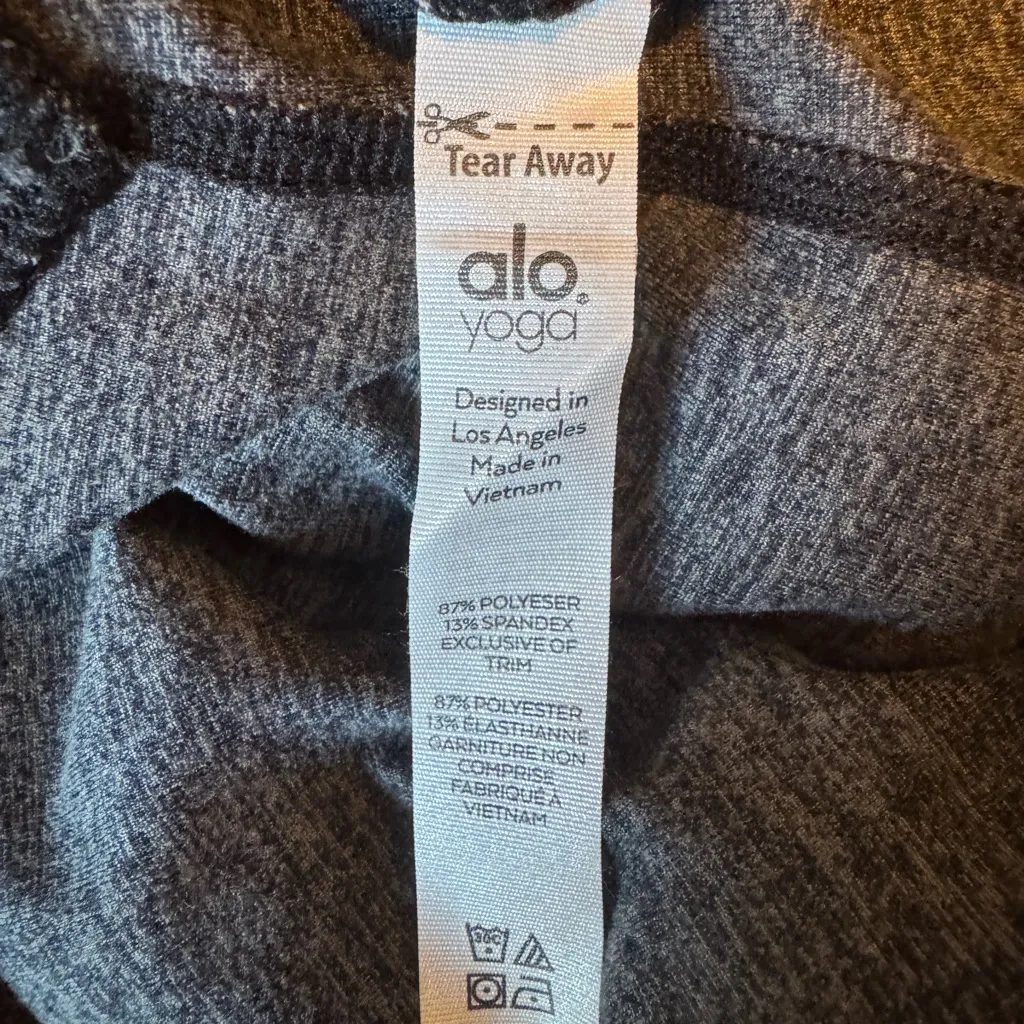 Tear Away
alo®
yoga
Designed in
Los Angeles
Made in
Vietnam
87% POLYESER
13% SPANDEX
EXCLUSIVE OF
TRIM
87% POLYESTER
13% ÉLASTHANNE
GARNITURE NON
COMPRISE
FABRIQUÉ À
VIETNAM
30C